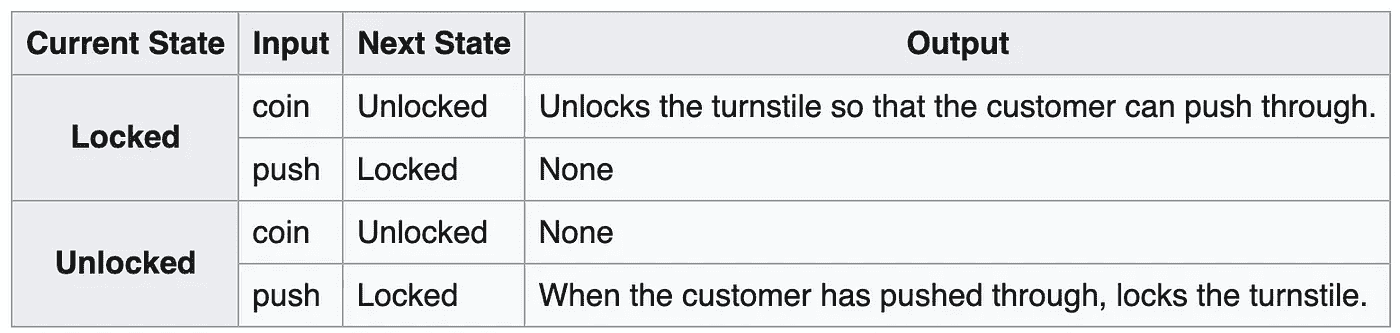 Current State Input Next State Output
Locked coin Unlocked Unlocks the turnstile so that the customer can push through.
push Locked None
Unlocked coin Unlocked None
push Locked When the customer has pushed through, locks the turnstile.